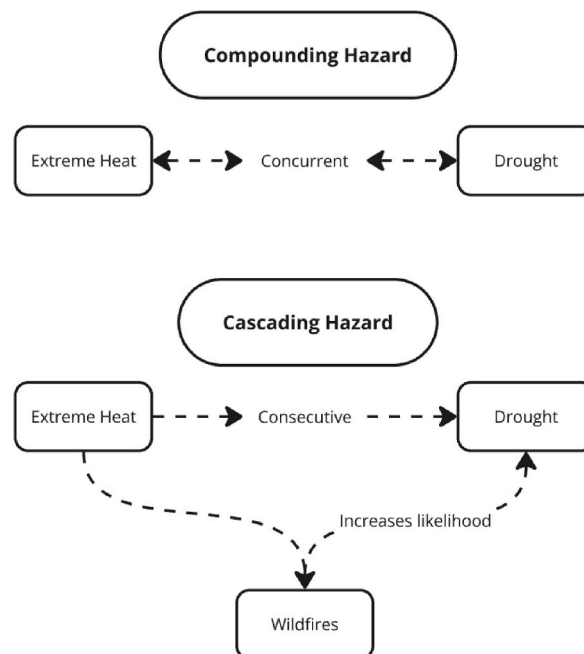 Compounding Hazard
Extreme Heat
Concurrent
Drought
Cascading Hazard
Extreme Heat
Consecutive
Drought
Increases likelihood
Wildfires